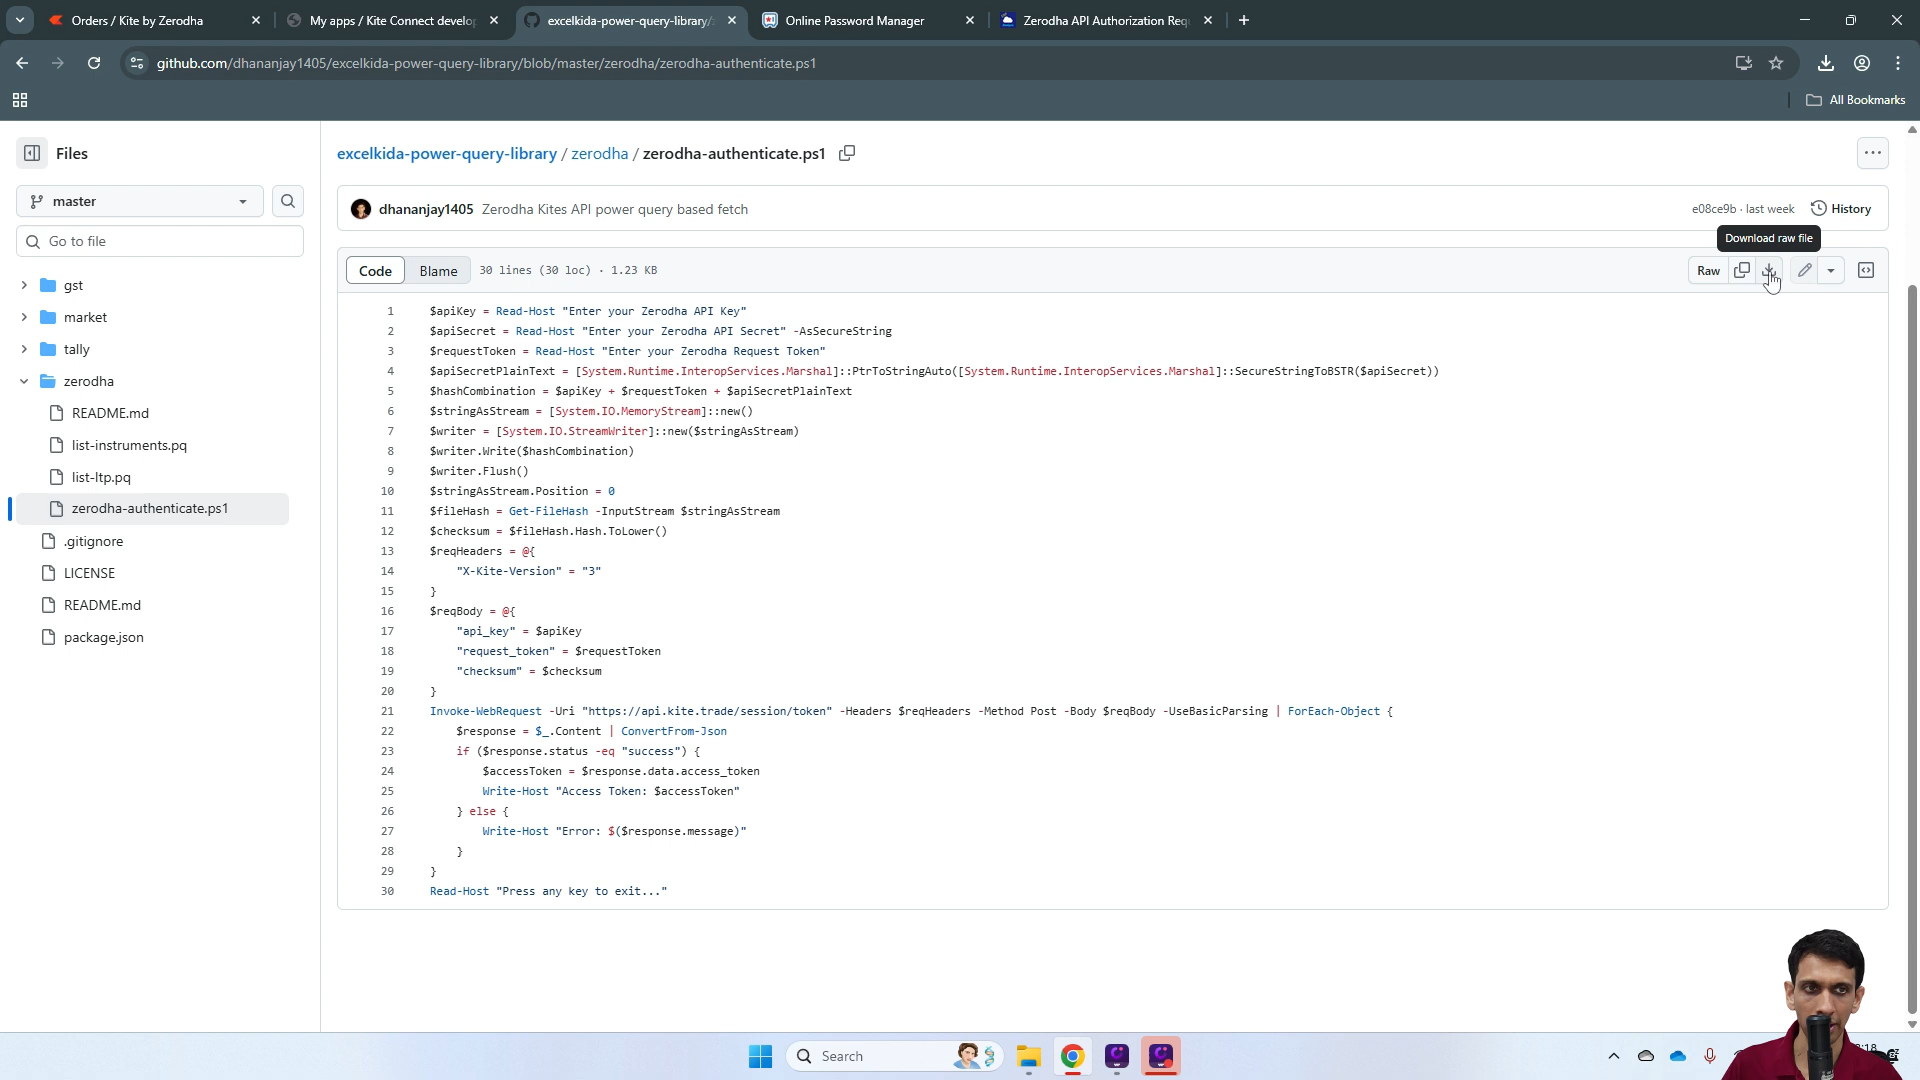 Orders / Kite by Zerodha
My apps / Kite Connect develop
excelkida-power-query-library/
Online Password Manager
Zerodha API Authorization Req
github.com/dhananjay1405/excelkida-power-query-library/blob/master/zerodha/zerodha-authenticate.ps1
All Bookmarks
Files
excelkida-power-query-library / zerodha / zerodha-authenticate.ps1
master
dhananjay1405 Zerodha Kites API power query based fetch
e08ce9b · last week
History
Go to file
Download raw file
Code
Blame
30 lines (30 loc) · 1.23 KB
Raw
gst
market
tally
zerodha
README.md
list-instruments.pq
list-ltp.pq
zerodha-authenticate.ps1
.gitignore
LICENSE
README.md
package.json
1 $apiKey = Read-Host "Enter your Zerodha API Key"
2 $apiSecret = Read-Host "Enter your Zerodha API Secret" -AsSecureString
3 $requestToken = Read-Host "Enter your Zerodha Request Token"
4 $apiSecretPlainText = [System.Runtime.InteropServices.Marshal]::PtrToStringAuto([System.Runtime.InteropServices.Marshal]::SecureStringToBSTR($apiSecret))
5 $hashCombination = $apiKey + $requestToken + $apiSecretPlainText
6 $stringAsStream = [System.IO.MemoryStream]::new()
7 $writer = [System.IO.StreamWriter]::new($stringAsStream)
8 $writer.Write($hashCombination)
9 $writer.Flush()
10 $stringAsStream.Position = 0
11 $fileHash = Get-FileHash -InputStream $stringAsStream
12 $checksum = $fileHash.Hash.ToLower()
13 $reqHeaders = @{
14 "X-Kite-Version" = "3"
15 }
16 $reqBody = @{
17 "api_key" = $apiKey
18 "request_token" = $requestToken
19 "checksum" = $checksum
20 }
21 Invoke-WebRequest -Uri "https://api.kite.trade/session/token" -Headers $reqHeaders -Method Post -Body $reqBody -UseBasicParsing | ForEach-Object {
22 $response = $_.Content | ConvertFrom-Json
23 if ($response.status -eq "success") {
24 $accessToken = $response.data.access_token
25 Write-Host "Access Token: $accessToken"
26 } else {
27 Write-Host "Error: $($response.message)"
28 }
29 }
30 Read-Host "Press any key to exit..."
Search